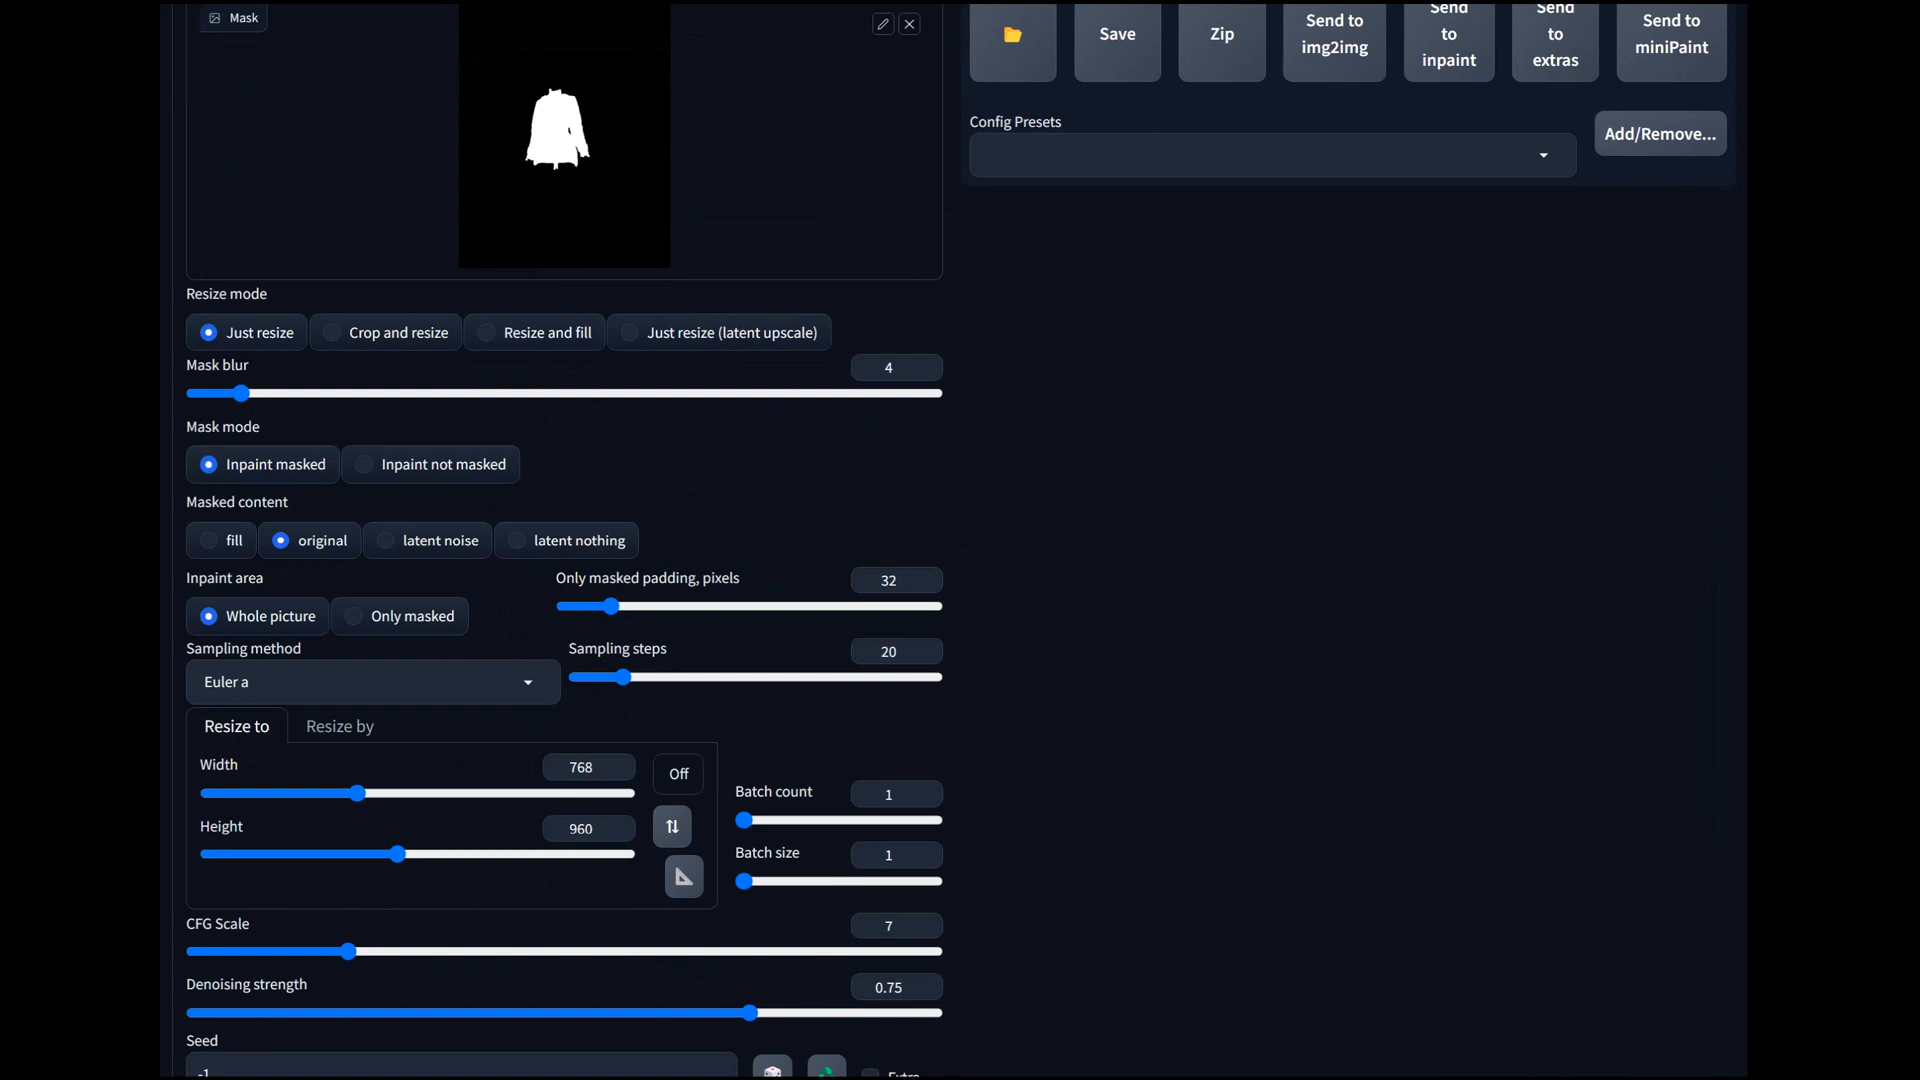 Mask
Save
Zip
Send to
img2img
Send
to
inpaint
Send
to
extras
Send to
miniPaint
Config Presets
Add/Remove...
Resize mode
Just resize
Crop and resize
Resize and fill
Just resize (latent upscale)
Mask blur
4
Mask mode
Inpaint masked
Inpaint not masked
Masked content
fill
original
latent noise
latent nothing
Inpaint area
Only masked padding, pixels
32
Whole picture
Only masked
Sampling method
Sampling steps
20
Euler a
Resize to
Resize by
Width
768
Off
Height
960
Batch count
1
Batch size
1
CFG Scale
7
Denoising strength
0.75
Seed
-1
Extra